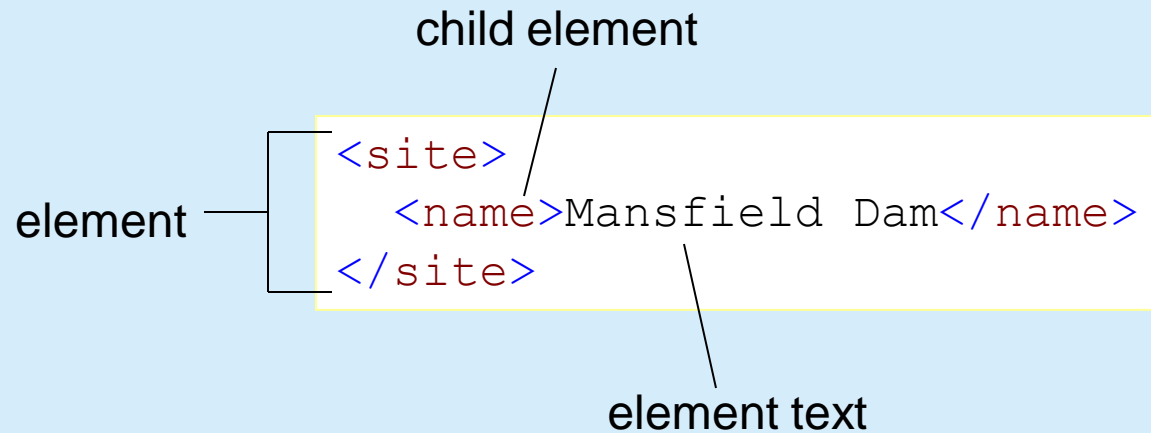 child element
<site>
<name>Mansfield Dam</name>
element
</site>
element text